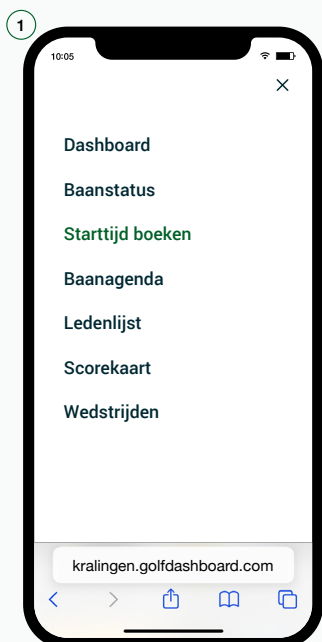 1
10:05
Dashboard
Baanstatus
Starttijd boeken
Baanagenda
Ledenlijst
Scorekaart
Wedstrijden
kralingen.golfdashboard.com